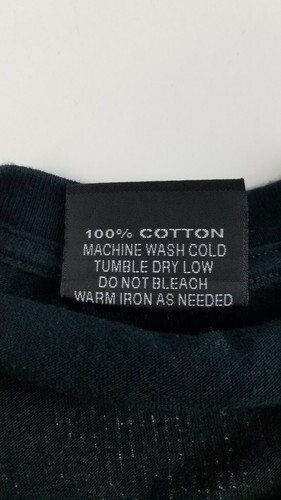 100% COTTON
MACHINE WASH COLD
TUMBLE DRY LOW
DO NOT BLEACH
WARM IRON AS NEEDED